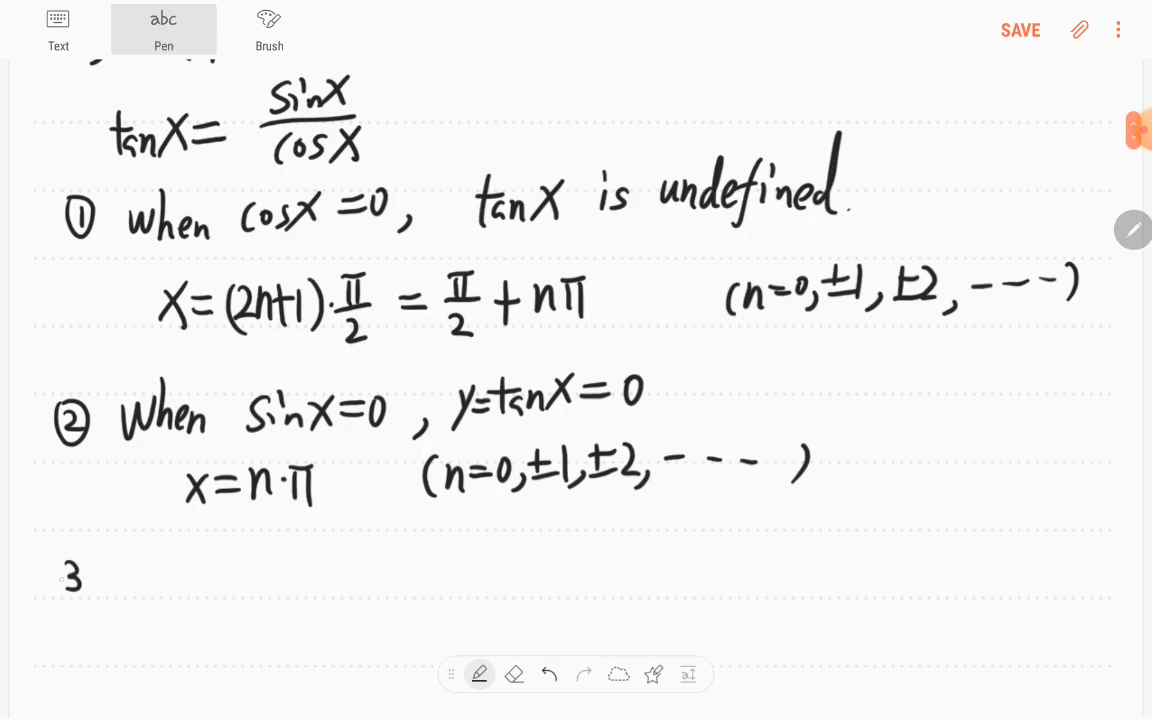 Text
abc
Pen
Brush
SAVE
tanX = sinX / cosX
① when cosX = 0, tanX is undefined.
X = (2n+1)·π/2 = π/2 + nπ (n=0, ±1, ±2, ----)
② When sinX = 0, y = tanX = 0
x = n·π (n=0, ±1, ±2, ----)
3
a↕